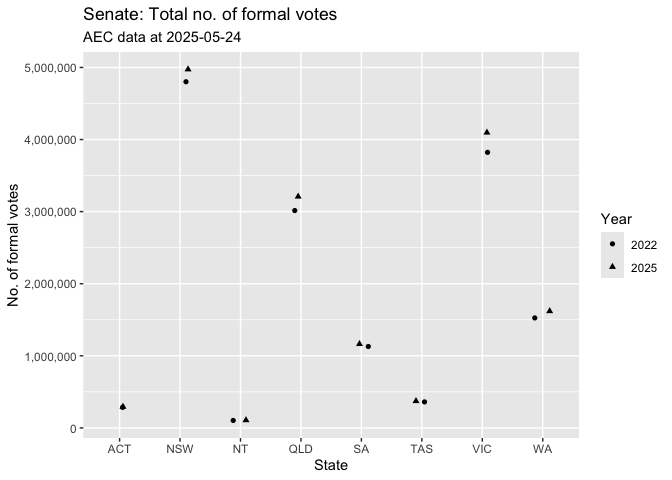 Senate: Total no. of formal votes
AEC data at 2025-05-24
No. of formal votes
5,000,000
4,000,000
3,000,000
2,000,000
1,000,000
0
ACT NSW NT QLD SA TAS VIC WA
State
Year
2022
2025